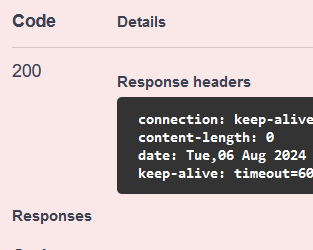 Code Details
200
Response headers
connection: keep-alive
content-length: 0
date: Tue,06 Aug 2024
keep-alive: timeout=60
Responses